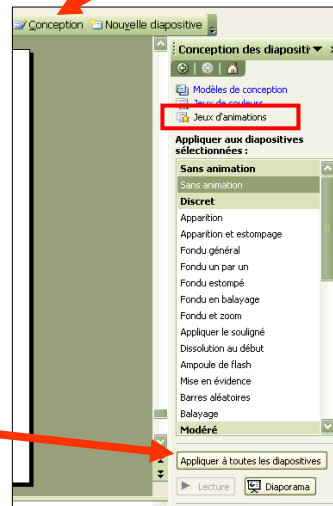 Conception Nouvelle diapositive
Conception des diapositi
Modèles de conception
Jeux de couleurs
Jeux d'animations
Appliquer aux diapositives
sélectionnées :
Sans animation
Sans animation
Discret
Apparition
Apparition et estompage
Fondu général
Fondu un par un
Fondu estompé
Fondu en balayage
Fondu et zoom
Appliquer le souligné
Dissolution au début
Ampoule de flash
Mise en évidence
Barres aléatoires
Balayage
Modéré
Appliquer à toutes les diapositives
Lecture Diaporama